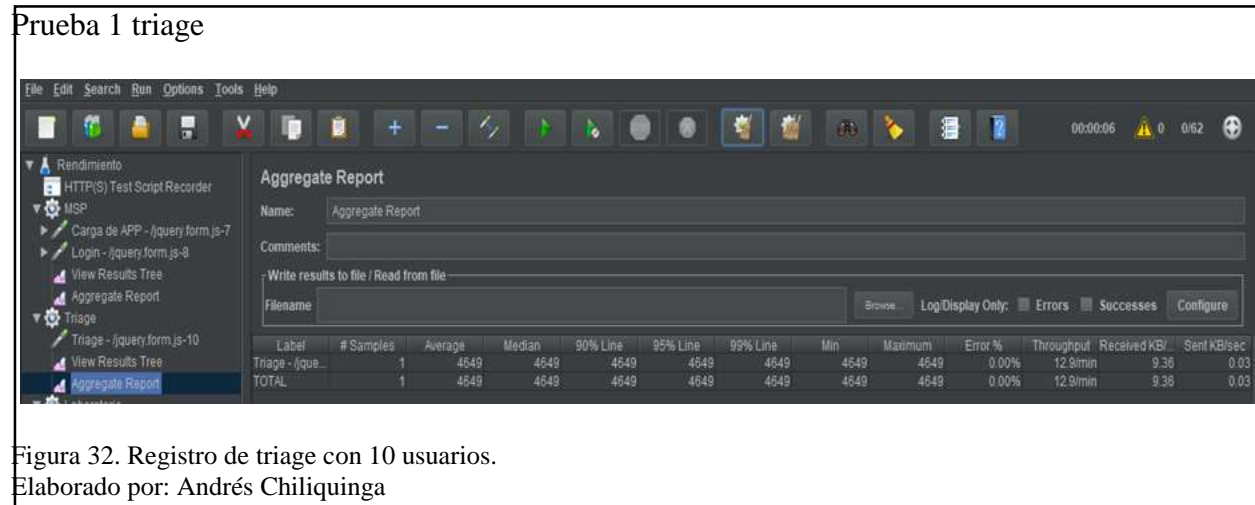 Prueba 1 triage
File Edit Search Run Options Tools Help
00:00:06 0 0/62
Rendimiento
HTTP(S) Test Script Recorder
MSP
Carga de APP - /jquery.form.js-7
Login - /jquery.form.js-8
View Results Tree
Aggregate Report
Triage
Triage - /jquery.form.js-10
View Results Tree
Aggregate Report
Aggregate Report
Name: Aggregate Report
Comments:
Write results to file / Read from file
Filename Browse... Log/Display Only: Errors Successes Configure
Label # Samples Average Median 90% Line 95% Line 99% Line Min Maximum Error % Throughput Received KB/... Sent KB/sec
Triage - /jque... 1 4649 4649 4649 4649 4649 4649 4649 0.00% 12.9/min 9.36 0.03
TOTAL 1 4649 4649 4649 4649 4649 4649 4649 0.00% 12.9/min 9.36 0.03
Figura 32. Registro de triage con 10 usuarios.
Elaborado por: Andrés Chiliquinga